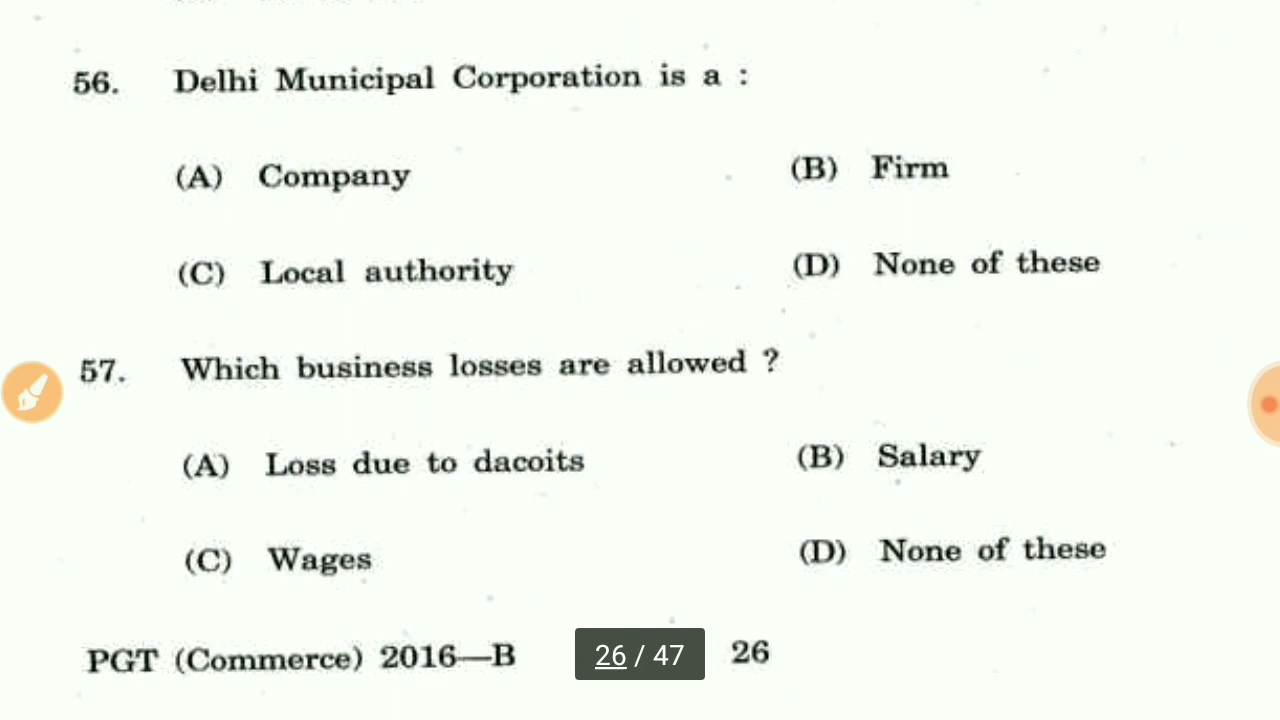 56. Delhi Municipal Corporation is a :
(A) Company (B) Firm
(C) Local authority (D) None of these
57. Which business losses are allowed ?
(A) Loss due to dacoits (B) Salary
(C) Wages (D) None of these
PGT (Commerce) 2016—B 26 / 47 26